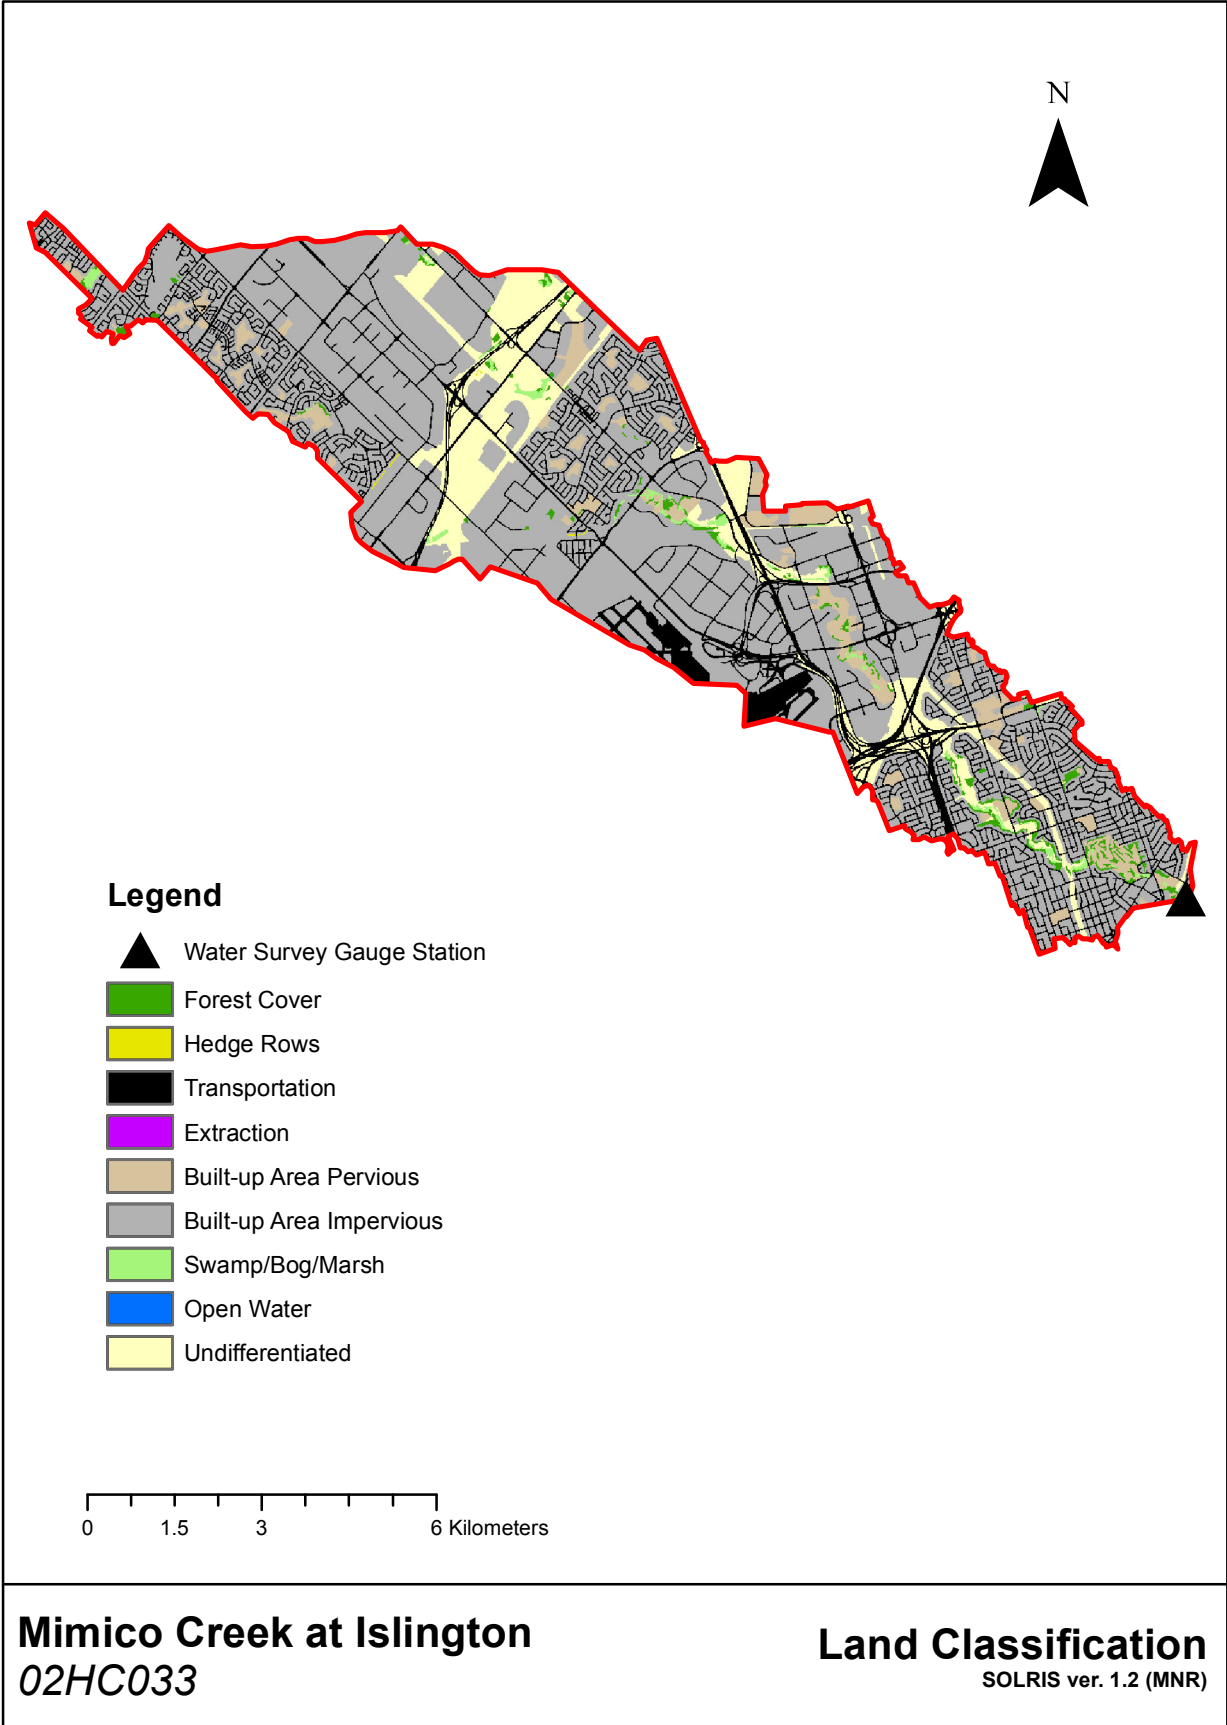 N
Legend
Water Survey Gauge Station
Forest Cover
Hedge Rows
Transportation
Extraction
Built-up Area Pervious
Built-up Area Impervious
Swamp/Bog/Marsh
Open Water
Undifferentiated
0 1.5 3 6 Kilometers
Mimico Creek at Islington
02HC033
Land Classification
SOLRIS ver. 1.2 (MNR)